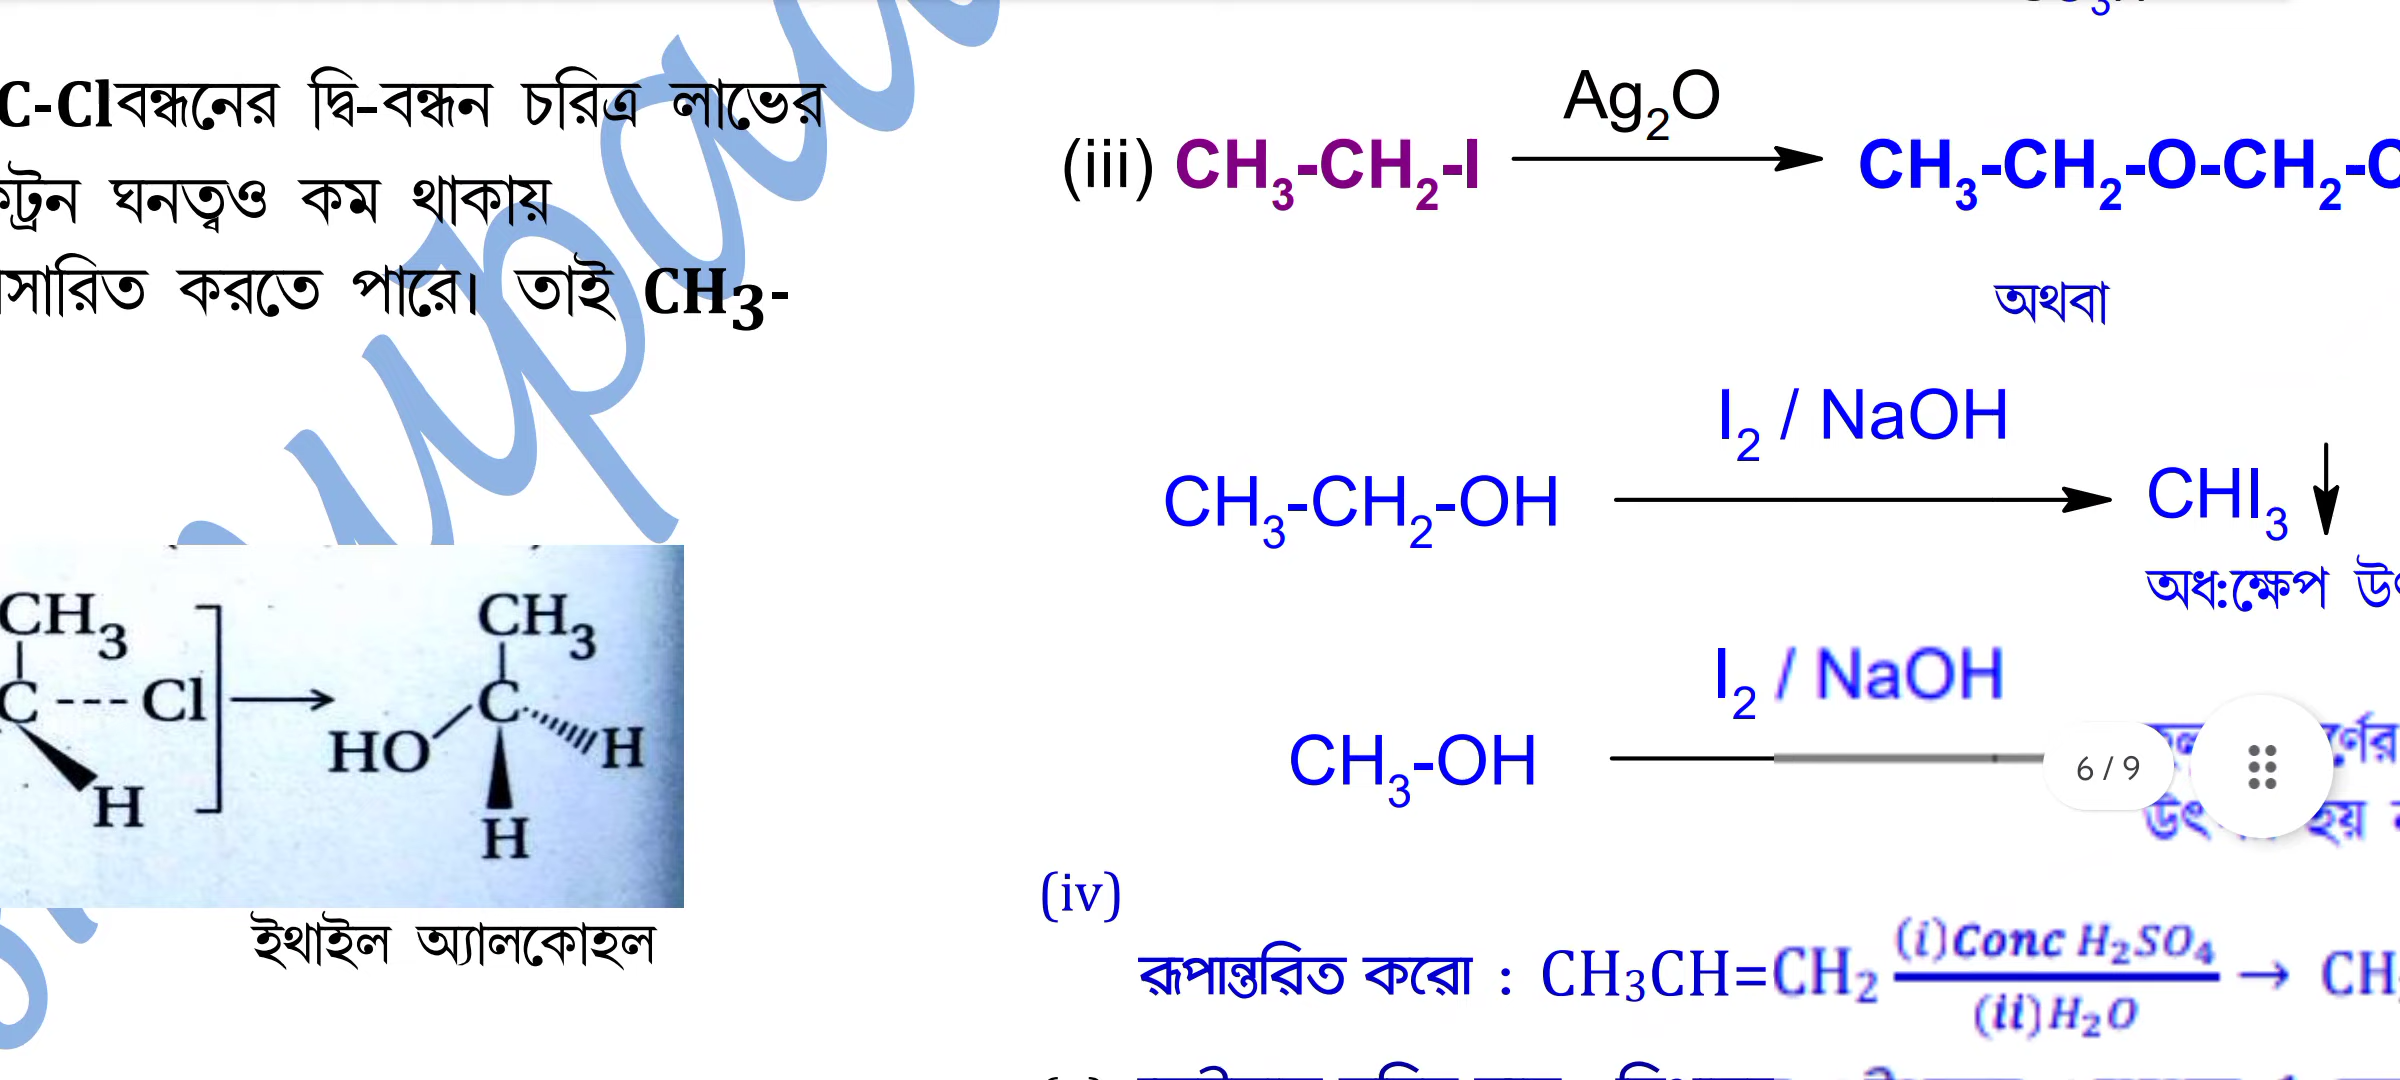 C-Clবন্ধনের দ্বি-বন্ধন চরিত্র লাভের
ঘনত্বও কম থাকায়
করতে পারে। তাই CH3-
CH3
C --- Cl
H
CH3
HO C H
H
ইথাইল অ্যালকোহল
(iii) CH3-CH2-I Ag2O CH3-CH2-O-CH2-
অথবা
I2 / NaOH
CH3-CH2-OH CHI3 ↓
অধ:ক্ষেপ
I2 / NaOH
CH3-OH
হয়
6 / 9
(iv)
রূপান্তরিত করো : CH3CH=CH2 (i)Conc H2SO4 → CH
(ii)H2O